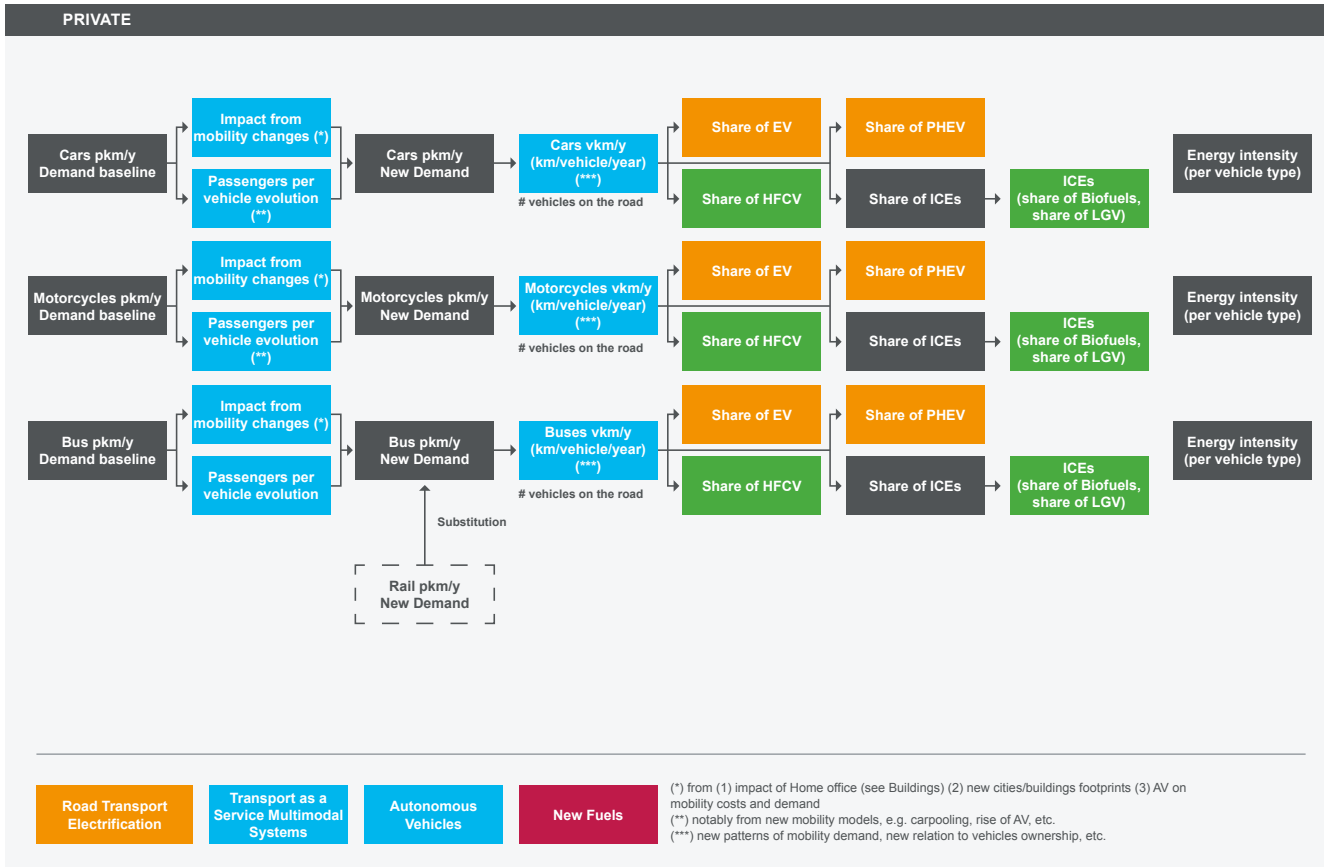 PRIVATE
Cars pkm/y
Demand baseline
Impact from
mobility changes (*)
Passengers per
vehicle evolution
(**)
Cars pkm/y
New Demand
Cars vkm/y
(km/vehicle/year)
(***)
# vehicles on the road
Share of EV
Share of HFCV
Share of PHEV
Share of ICEs
ICEs
(share of Biofuels,
share of LGV)
Energy intensity
(per vehicle type)
Motorcycles pkm/y
Demand baseline
Impact from
mobility changes (*)
Passengers per
vehicle evolution
(**)
Motorcycles pkm/y
New Demand
Motorcycles vkm/y
(km/vehicle/year)
(***)
# vehicles on the road
Share of EV
Share of HFCV
Share of PHEV
Share of ICEs
ICEs
(share of Biofuels,
share of LGV)
Energy intensity
(per vehicle type)
Bus pkm/y
Demand baseline
Impact from
mobility changes (*)
Passengers per
vehicle evolution
Bus pkm/y
New Demand
Buses vkm/y
(km/vehicle/year)
(***)
# vehicles on the road
Share of EV
Share of HFCV
Share of PHEV
Share of ICEs
ICEs
(share of Biofuels,
share of LGV)
Energy intensity
(per vehicle type)
Substitution
Rail pkm/y
New Demand
Road Transport
Electrification
Transport as a
Service Multimodal
Systems
Autonomous
Vehicles
New Fuels
(*) from (1) impact of Home office (see Buildings) (2) new cities/buildings footprints (3) AV on
mobility costs and demand
(**) notably from new mobility models, e.g. carpooling, rise of AV, etc.
(***) new patterns of mobility demand, new relation to vehicles ownership, etc.